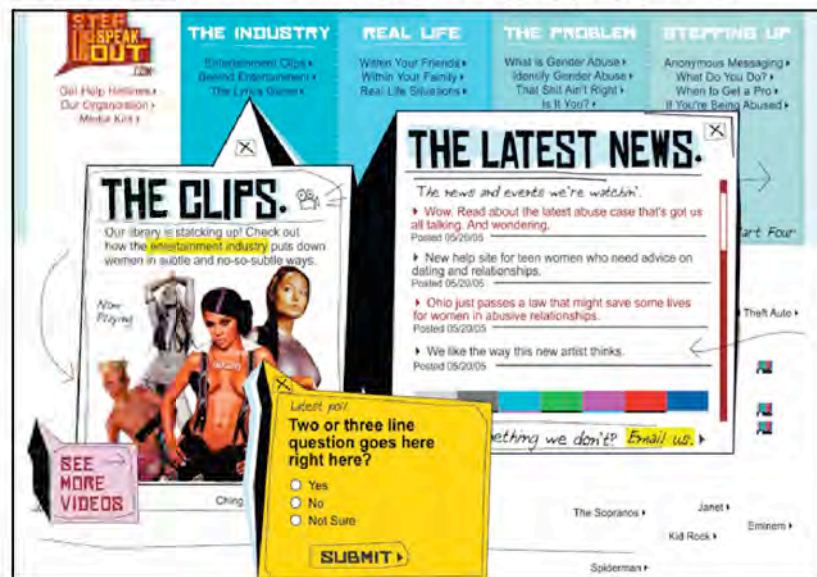 STEP
SPEAK
OUT
.COM
Get Help Hotlines
Our Organization
Media Kits
THE INDUSTRY
Entertainment Clips
Behind Entertainment
The Lyrics Game
REAL LIFE
Within Your Friends
Within Your Family
Real Life Situations
THE PROBLEM
What is Gender Abuse
Identify Gender Abuse
That Shit Ain't Right
Is It You?
STEPPING UP
Anonymous Messaging
What Do You Do?
When to Get a Pro
If You're Being Abused
THE CLIPS.
Our library is statcking up! Check out
how the entertainment industry puts down
women in subtle and no-so-subtle ways.
Now
Playing
SEE
MORE
VIDEOS
Ching
THE LATEST NEWS.
The news and events we're watchin'.
Wow. Read about the latest abuse case that's got us
all talking. And wondering.
Posted 05/20/05
New help site for teen women who need advice on
dating and relationships.
Posted 05/20/05
Ohio just passes a law that might save some lives
for women in abusive relationships.
Posted 05/20/05
We like the way this new artist thinks.
Posted 05/20/05
ething we don't? Email us.
art Four
Theft Auto
Latest poll
Two or three line
question goes here
right here?
Yes
No
Not Sure
SUBMIT
The Sopranos
Janet
Kid Rock
Eminem
Spiderman